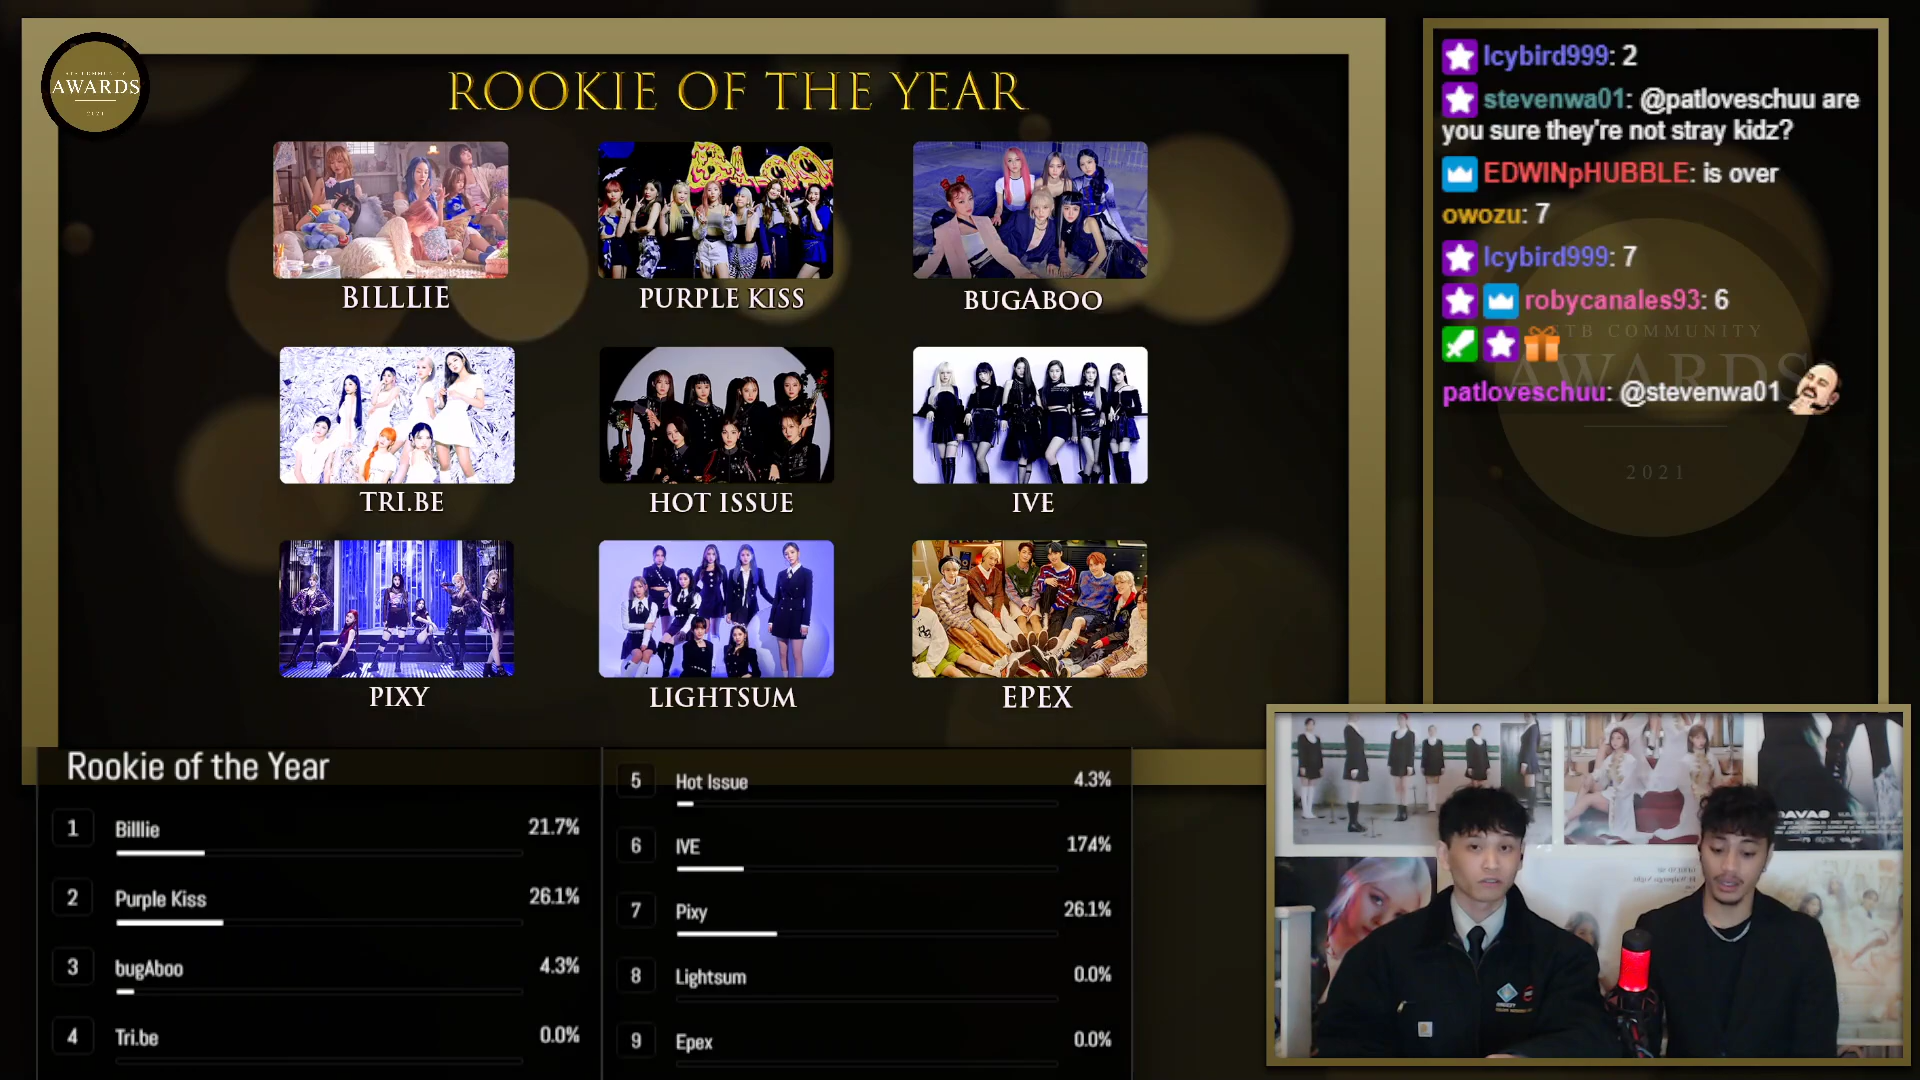 AWARDS
2021
ROOKIE OF THE YEAR
BILLLIE
PURPLE KISS
BUGABOO
TRI.BE
HOT ISSUE
IVE
PIXY
LIGHTSUM
EPEX
Rookie of the Year
1 Billlie 21.7%
2 Purple Kiss 26.1%
3 bugAboo 4.3%
4 Tri.be 0.0%
5 Hot Issue 4.3%
6 IVE 17.4%
7 Pixy 26.1%
8 Lightsum 0.0%
9 Epex 0.0%
Icybird999: 2
stevenwa01: @patloveschuu are
you sure they're not stray kidz?
EDWINpHUBBLE: is over
owozu: 7
Icybird999: 7
robycanales93: 6
patloveschuu: @stevenwa01
TB COMMUNITY
AWARDS
2021